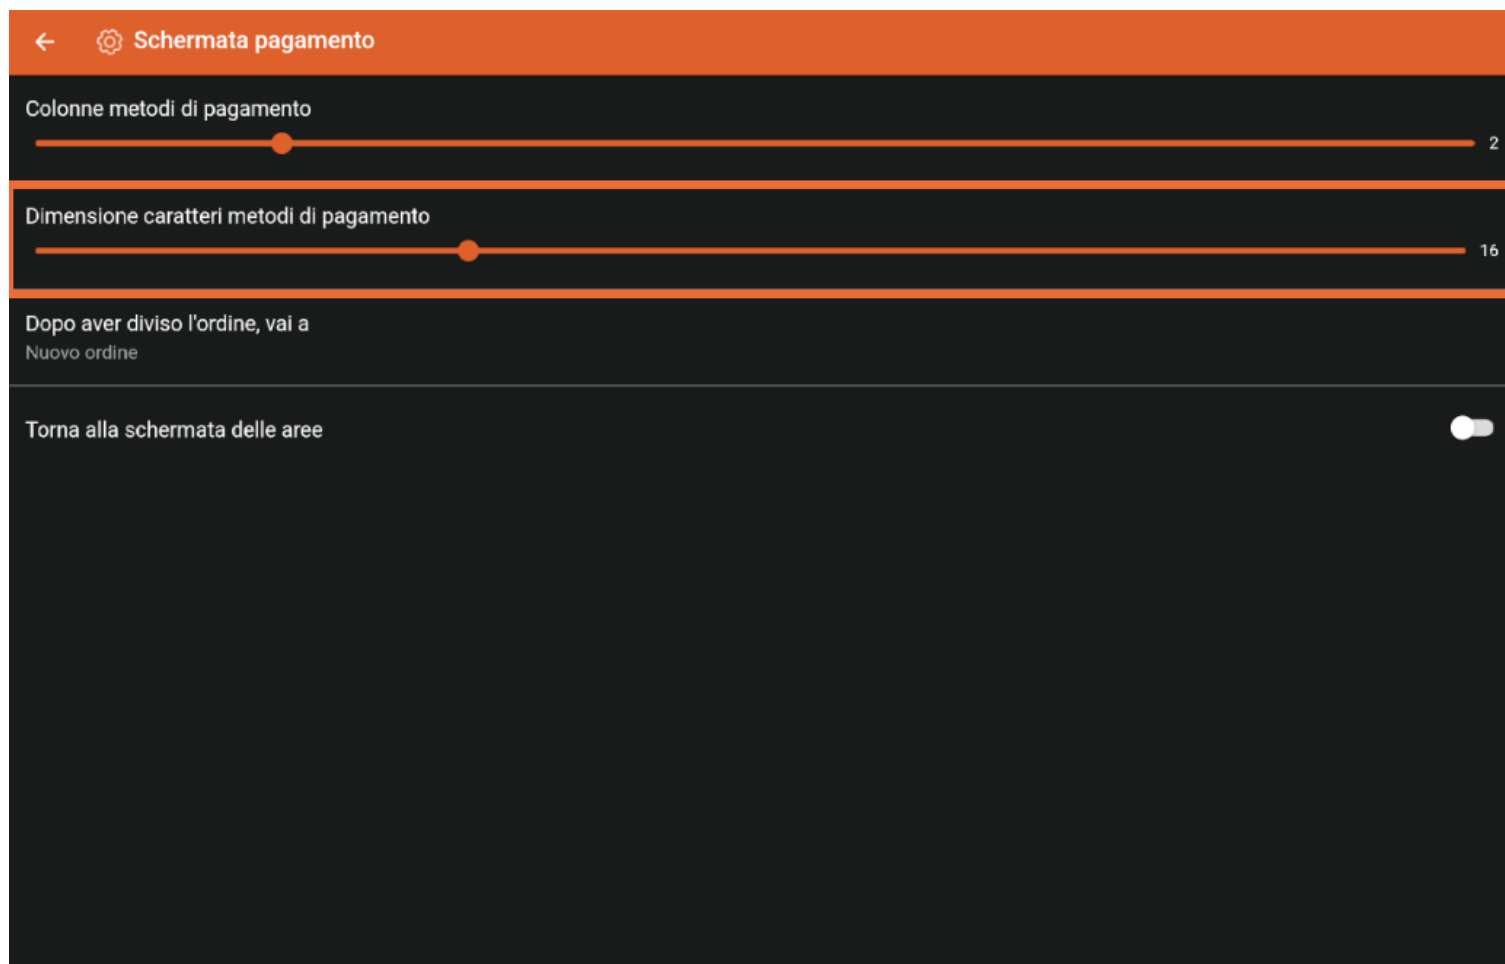 Schermata pagamento
Colonne metodi di pagamento
2
Dimensione caratteri metodi di pagamento
16
Dopo aver diviso l'ordine, vai a
Nuovo ordine
Torna alla schermata delle aree